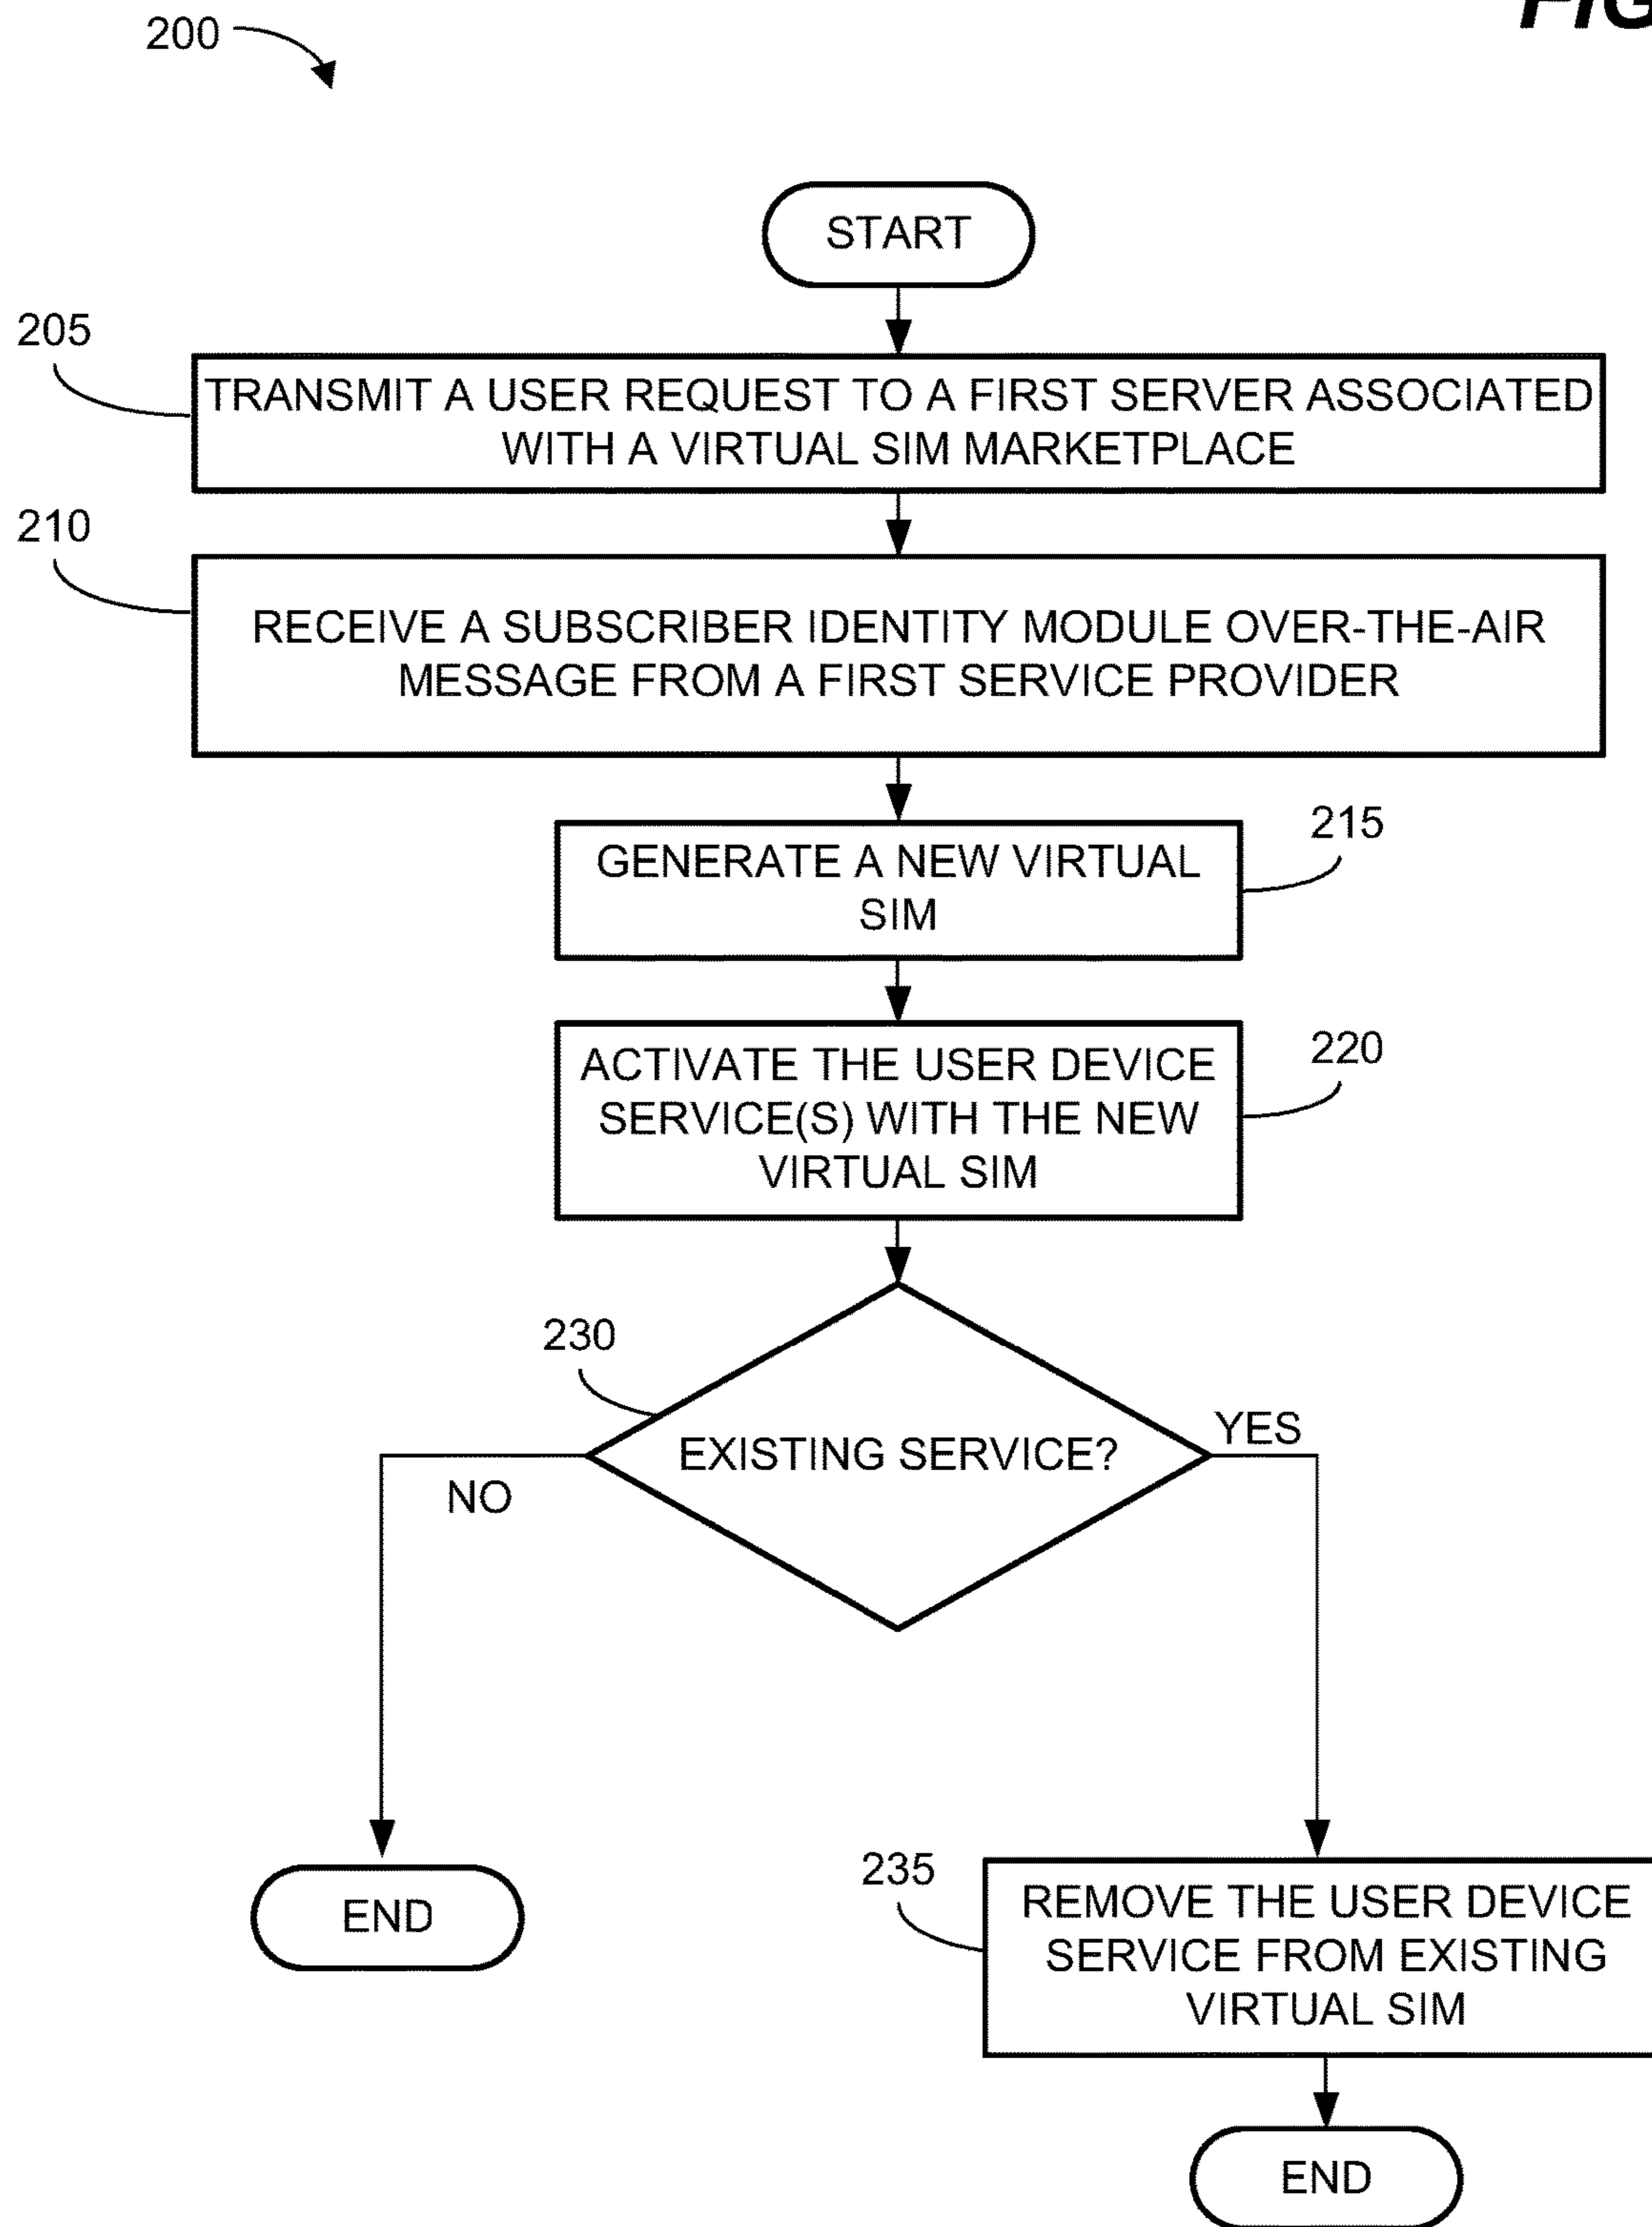 FIG
200
START
205
TRANSMIT A USER REQUEST TO A FIRST SERVER ASSOCIATED
WITH A VIRTUAL SIM MARKETPLACE
210
RECEIVE A SUBSCRIBER IDENTITY MODULE OVER-THE-AIR
MESSAGE FROM A FIRST SERVICE PROVIDER
215
GENERATE A NEW VIRTUAL
SIM
220
ACTIVATE THE USER DEVICE
SERVICE(S) WITH THE NEW
VIRTUAL SIM
230
EXISTING SERVICE?
YES
NO
235
REMOVE THE USER DEVICE
SERVICE FROM EXISTING
VIRTUAL SIM
END
END